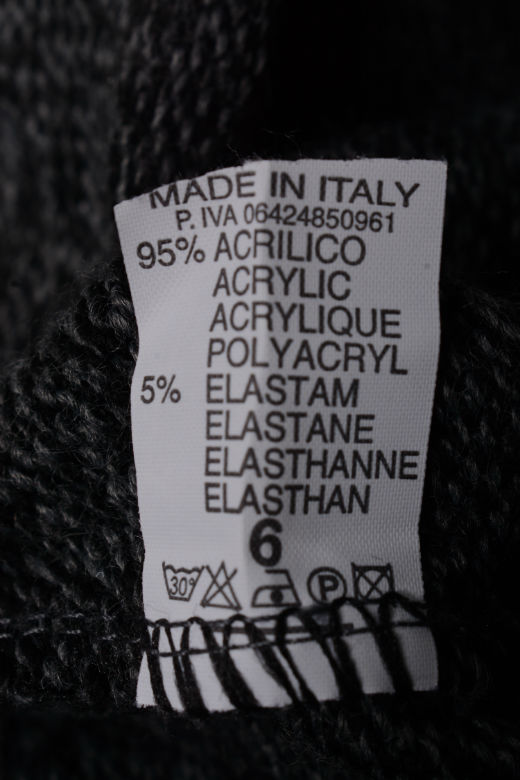 MADE IN ITALY
P. IVA 06424850961
95% ACRILICO
ACRYLIC
ACRYLIQUE
POLYACRYL
5% ELASTAM
ELASTANE
ELASTHANNE
ELASTHAN
6
30° P